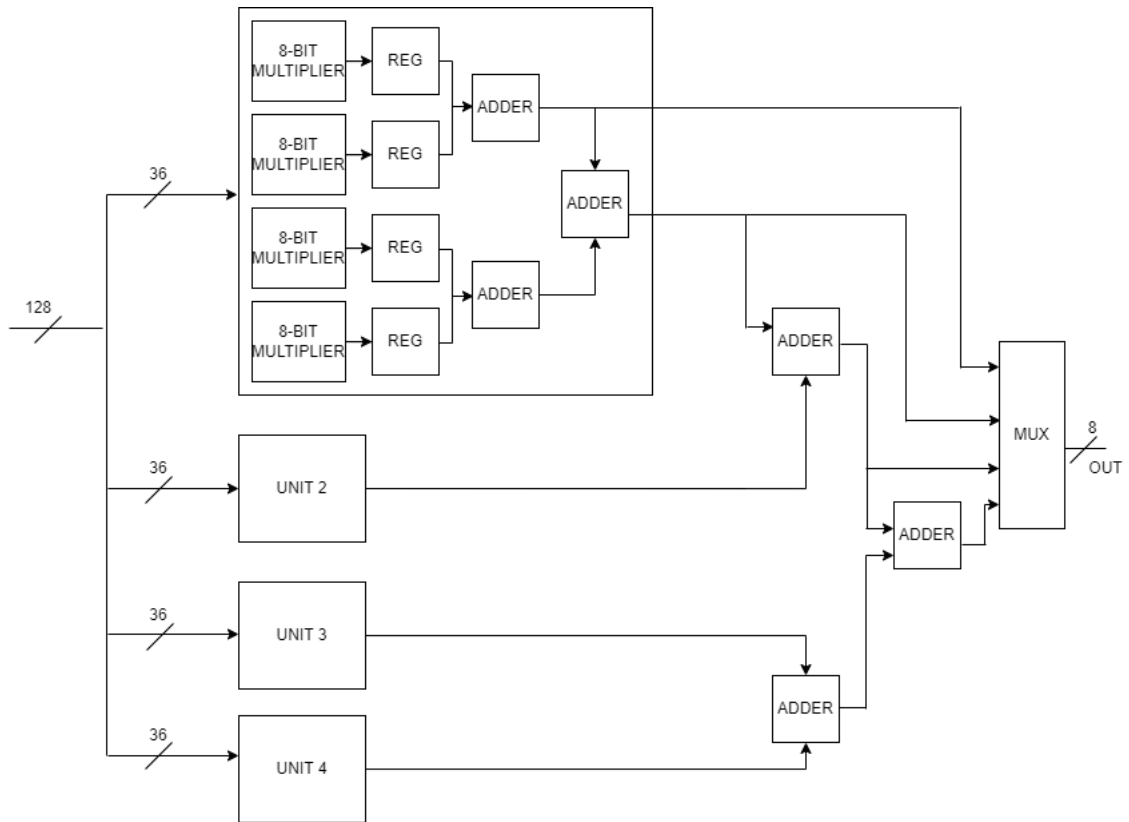 8-BIT
MULTIPLIER
REG
ADDER
8-BIT
MULTIPLIER
REG
36
ADDER
8-BIT
MULTIPLIER
REG
ADDER
128
8-BIT
MULTIPLIER
REG
ADDER
MUX
8
OUT
36
UNIT 2
ADDER
36
UNIT 3
ADDER
36
UNIT 4